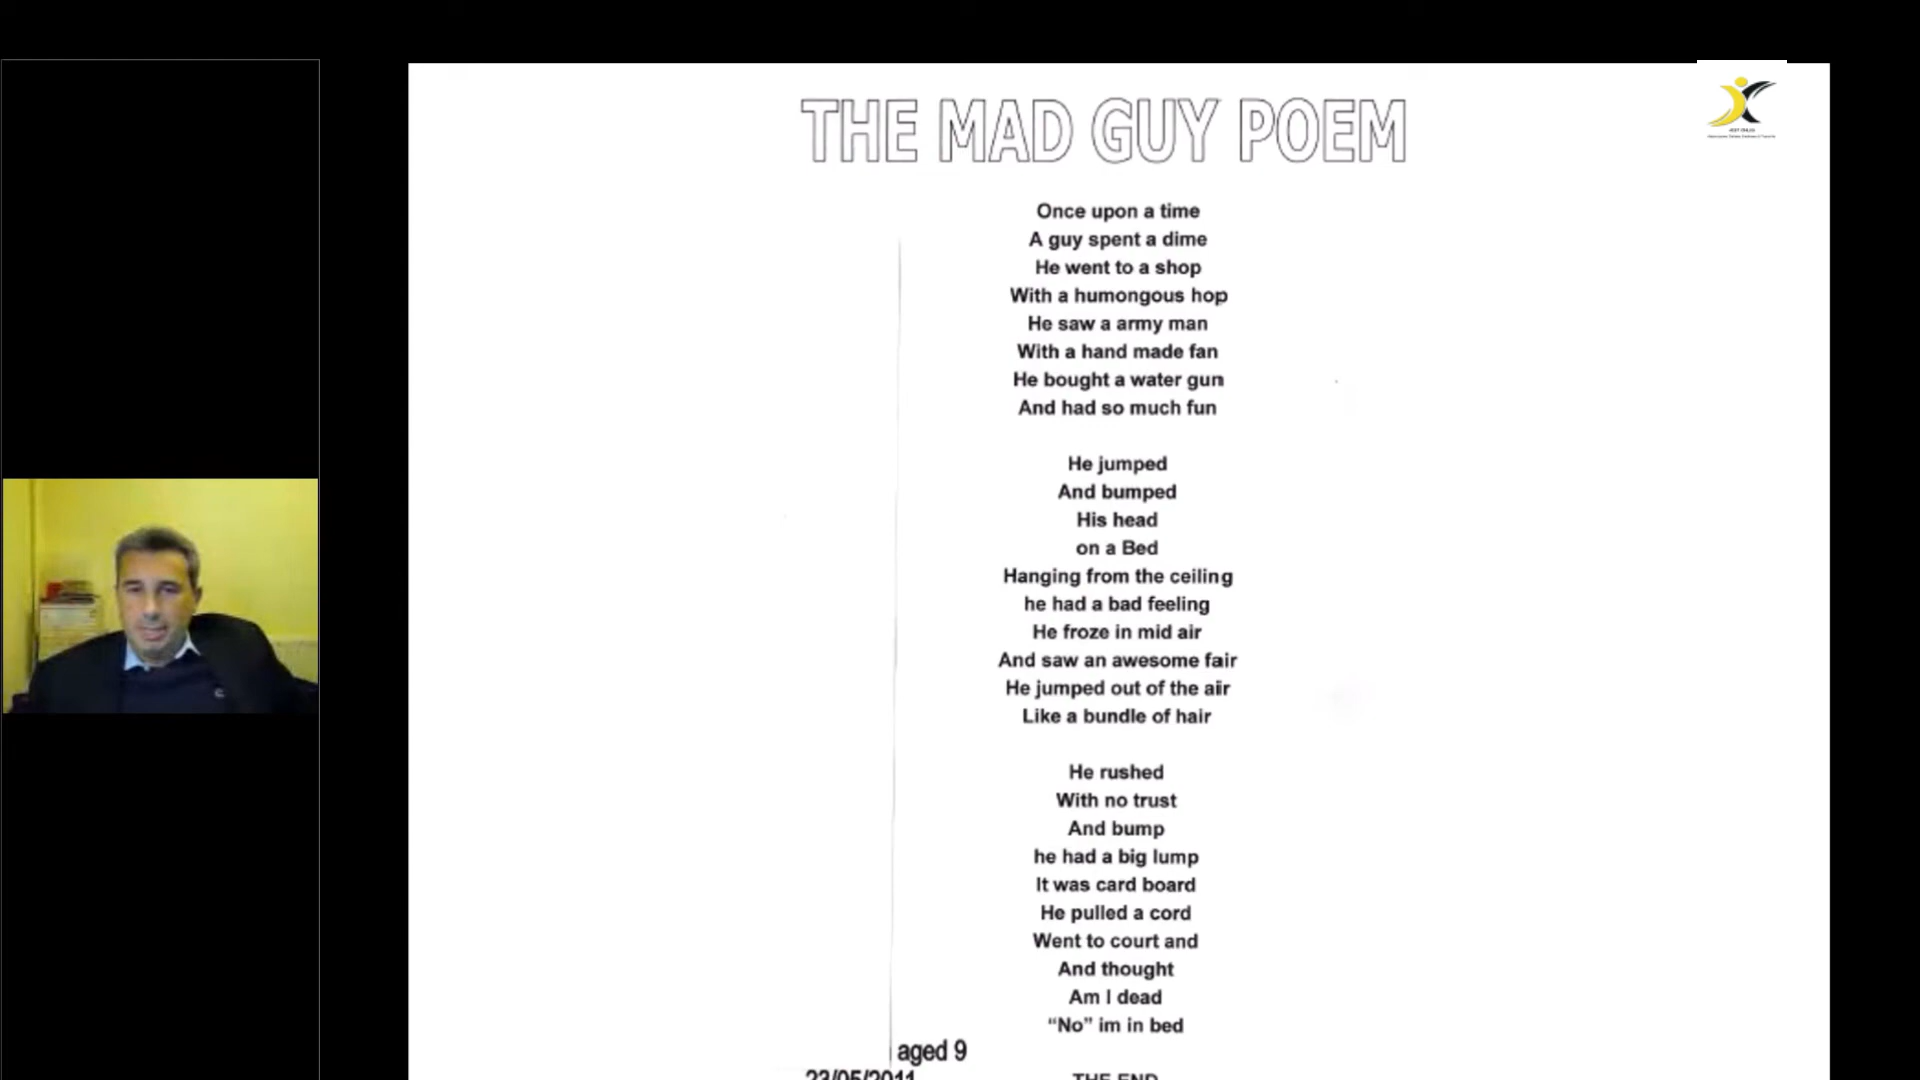 THE MAD GUY POEM
Once upon a time
A guy spent a dime
He went to a shop
With a humongous hop
He saw a army man
With a hand made fan
He bought a water gun
And had so much fun
He jumped
And bumped
His head
on a Bed
Hanging from the ceiling
he had a bad feeling
He froze in mid air
And saw an awesome fair
He jumped out of the air
Like a bundle of hair
He rushed
With no trust
And bump
he had a big lump
It was card board
He pulled a cord
Went to court and
And thought
Am I dead
“No” im in bed
aged 9
23/05/2011
THE END